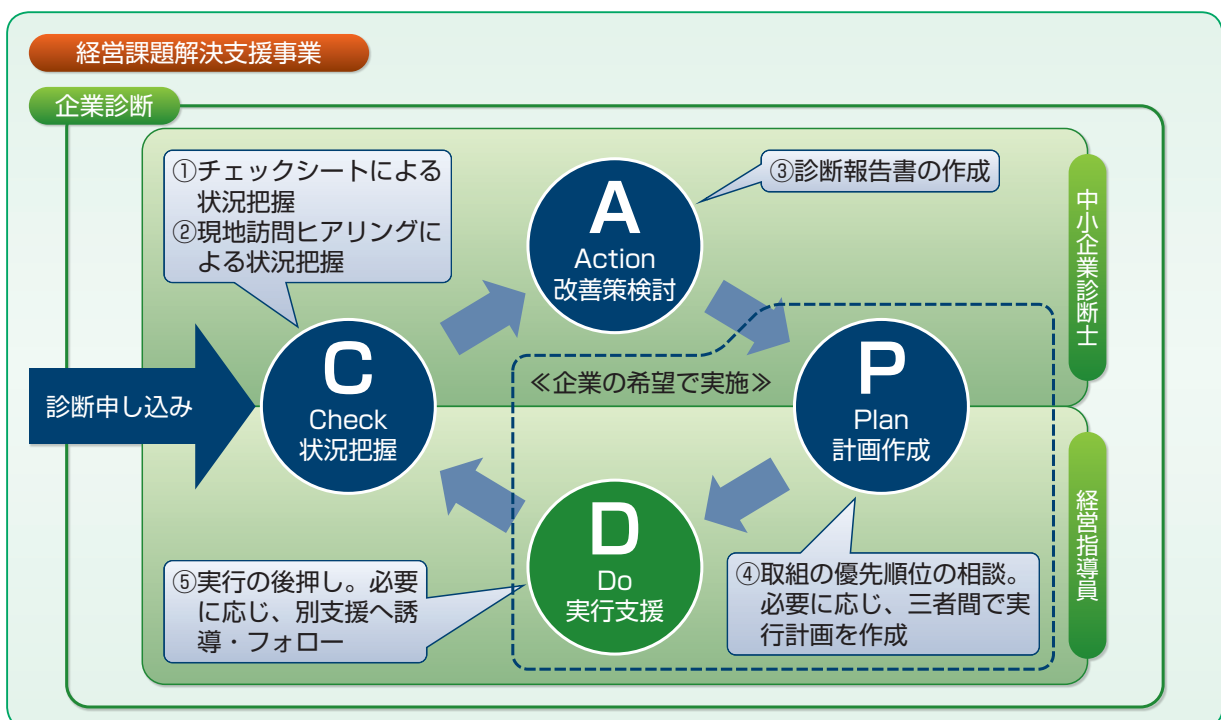 経営課題解決支援事業
企業診断
①チェックシートによる
状況把握
②現地訪問ヒアリングに
よる状況把握
A
Action
改善策検討
③診断報告書の作成
中小企業診断士
診断申し込み
C
Check
状況把握
≪企業の希望で実施≫
P
Plan
計画作成
経営指導員
D
Do
実行支援
④取組の優先順位の相談。
必要に応じ、三者間で実
行計画を作成
⑤実行の後押し。必要
に応じ、別支援へ誘
導・フォロー